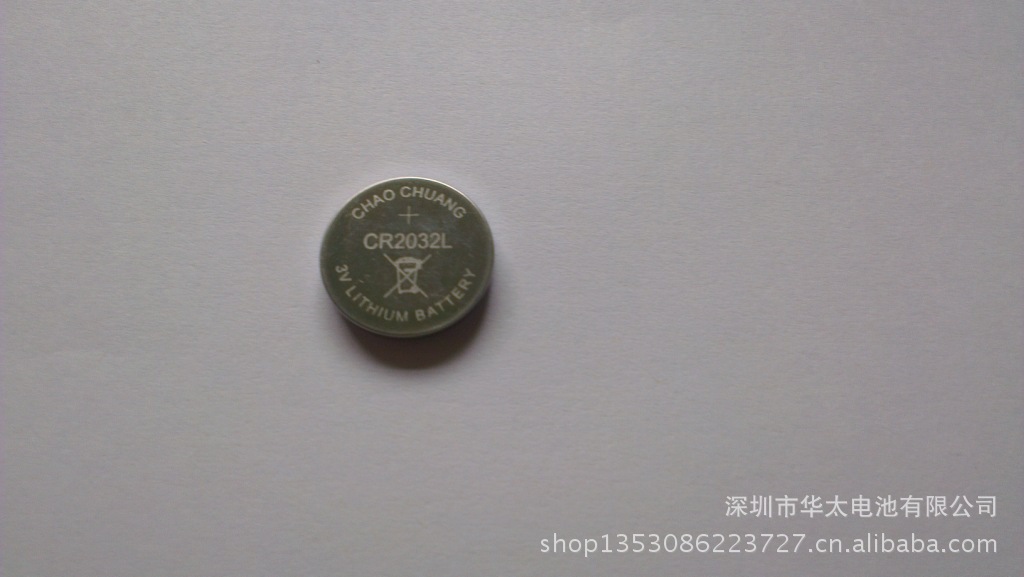 CHAO CHUANG
+
CR2032L
3V LITHIUM BATTERY
深圳市华太电池有限公司
shop1353086223727.cn.alibaba.com